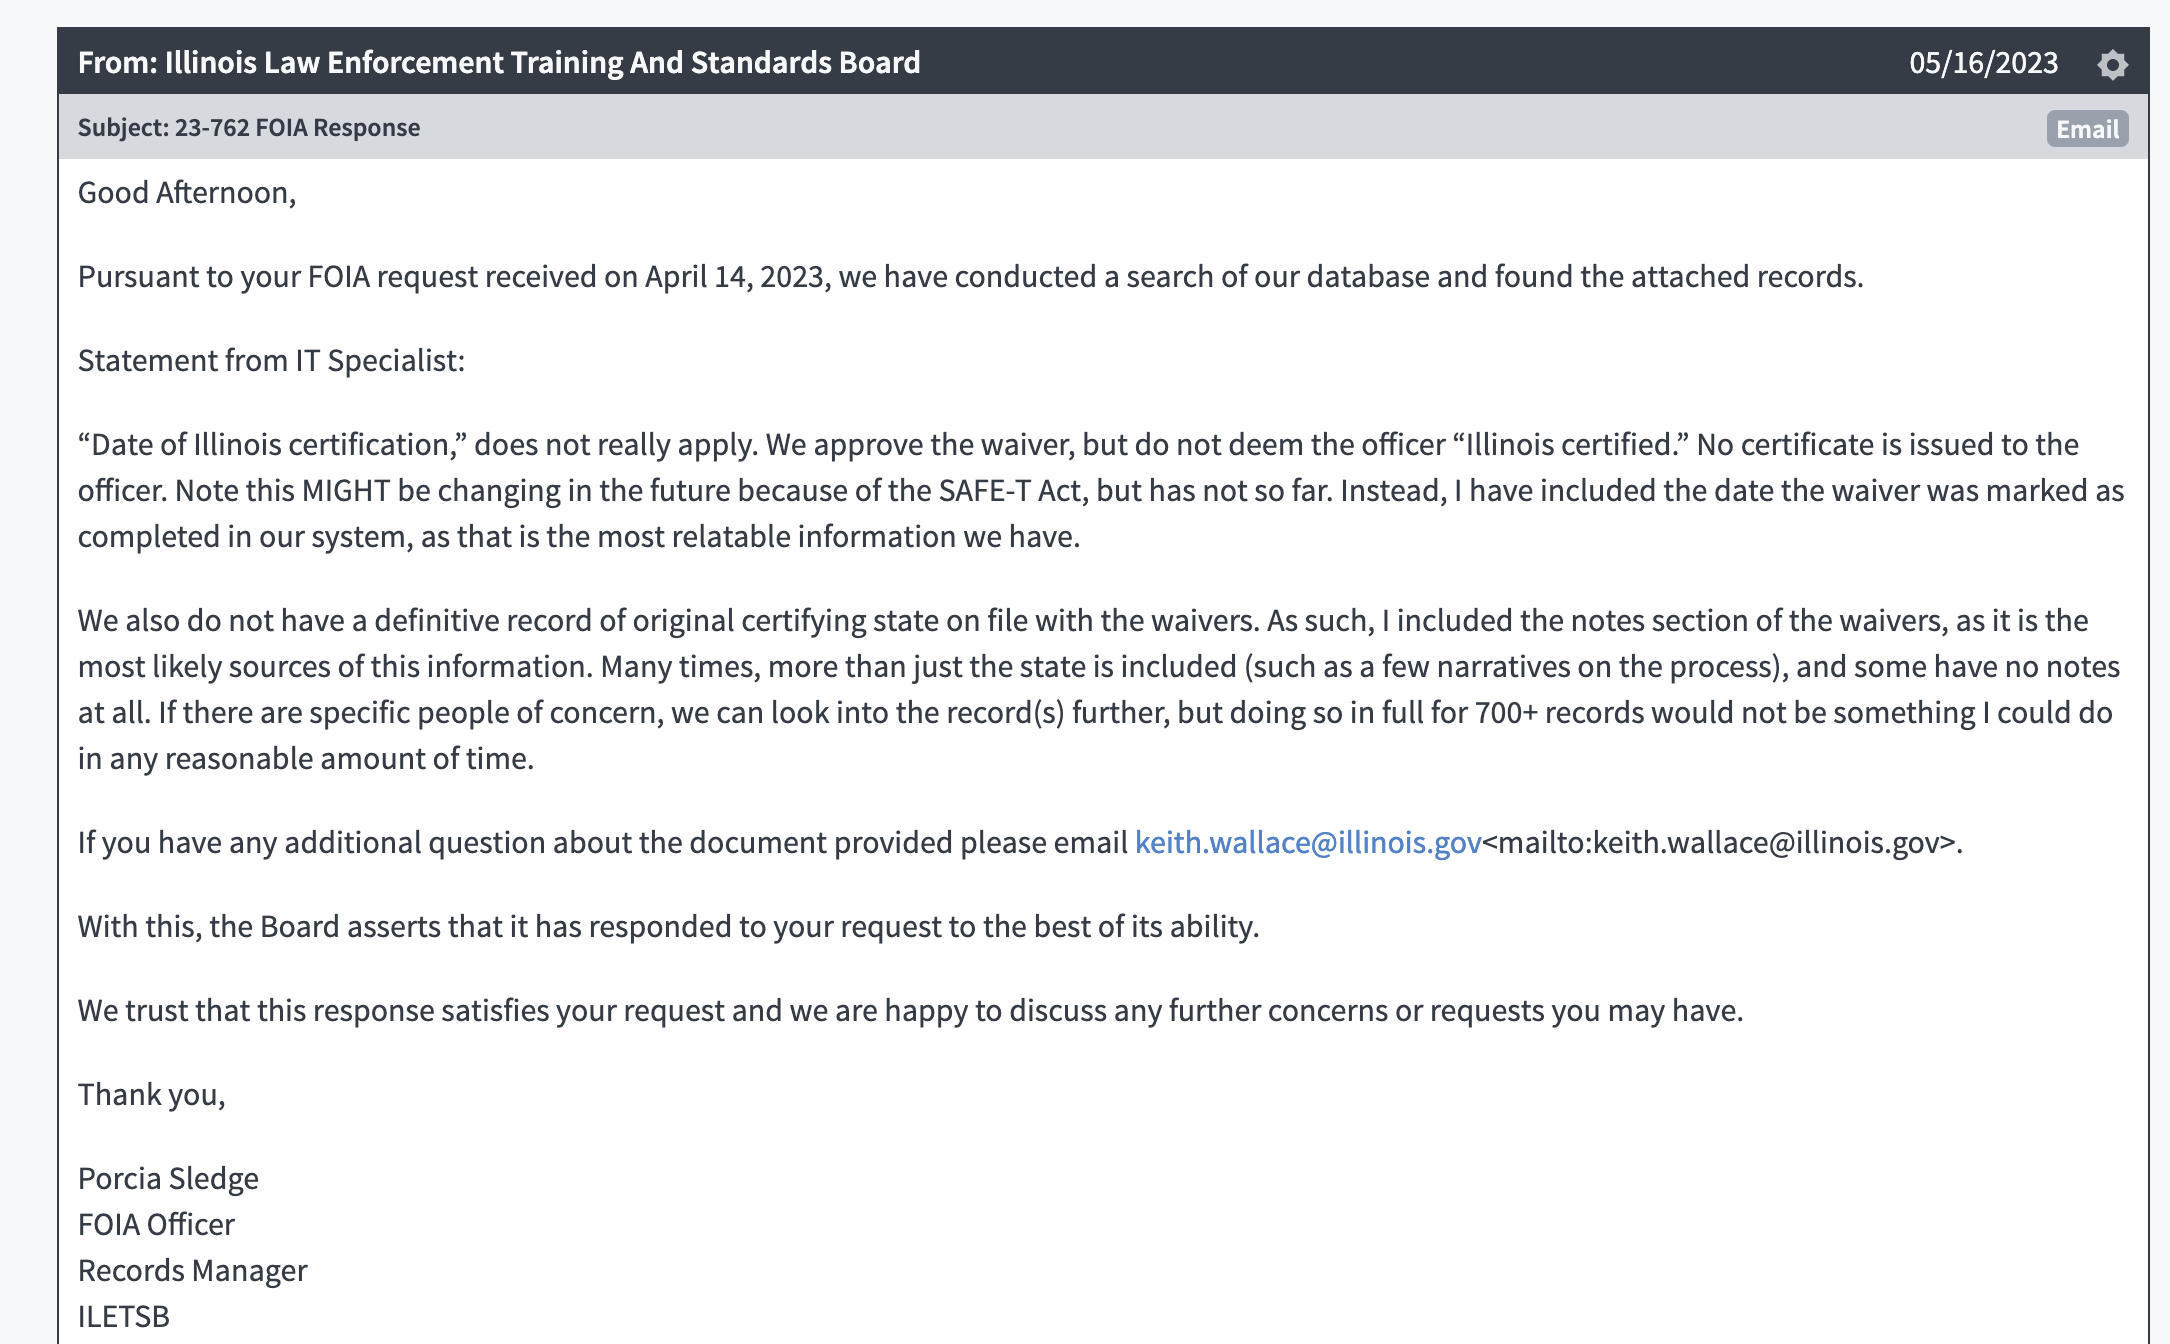 From: Illinois Law Enforcement Training And Standards Board 05/16/2023
Subject: 23-762 FOIA Response Email
Good Afternoon,
Pursuant to your FOIA request received on April 14, 2023, we have conducted a search of our database and found the attached records.
Statement from IT Specialist:
“Date of Illinois certification,” does not really apply. We approve the waiver, but do not deem the officer “Illinois certified.” No certificate is issued to the
officer. Note this MIGHT be changing in the future because of the SAFE-T Act, but has not so far. Instead, I have included the date the waiver was marked as
completed in our system, as that is the most relatable information we have.
We also do not have a definitive record of original certifying state on file with the waivers. As such, I included the notes section of the waivers, as it is the
most likely sources of this information. Many times, more than just the state is included (such as a few narratives on the process), and some have no notes
at all. If there are specific people of concern, we can look into the record(s) further, but doing so in full for 700+ records would not be something I could do
in any reasonable amount of time.
If you have any additional question about the document provided please email keith.wallace@illinois.gov<mailto:keith.wallace@illinois.gov>.
With this, the Board asserts that it has responded to your request to the best of its ability.
We trust that this response satisfies your request and we are happy to discuss any further concerns or requests you may have.
Thank you,
Porcia Sledge
FOIA Officer
Records Manager
ILETSB